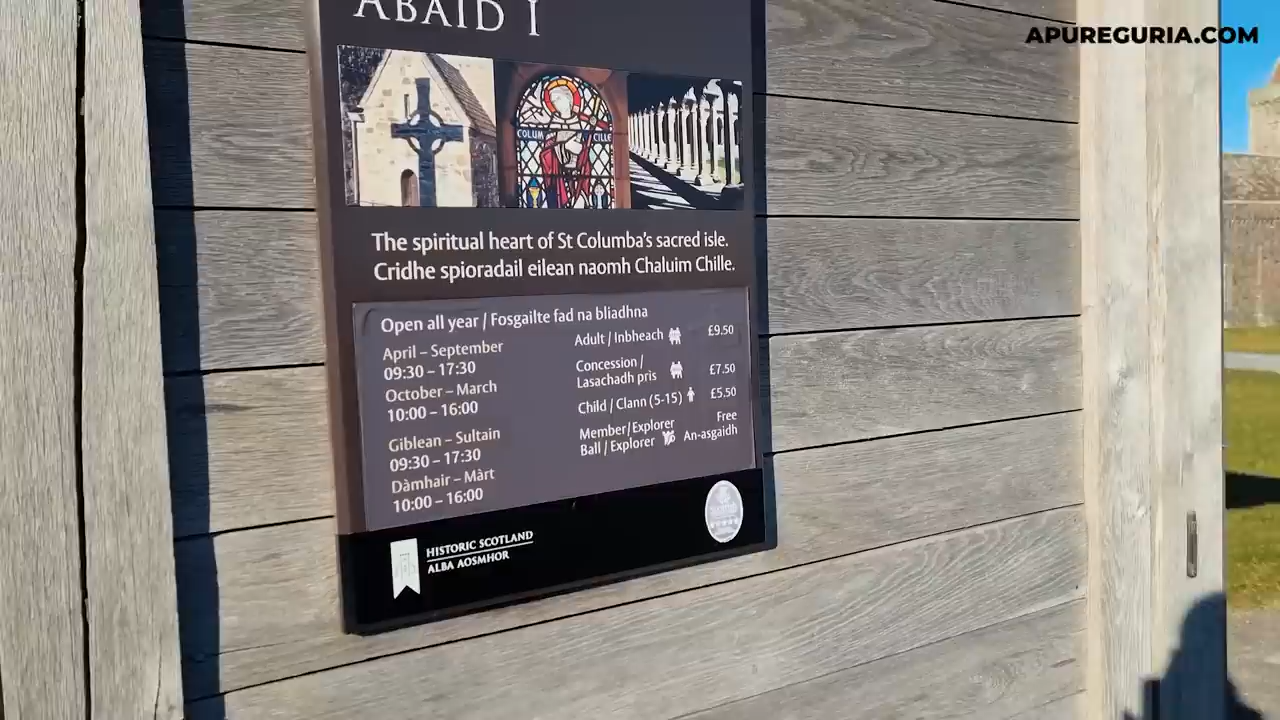 APUREGURIA.COM
ABAID I
COLUM CILLE
The spiritual heart of St Columba's sacred isle.
Cridhe spioradail eilean naomh Chaluim Chille.
Open all year / Fosgailte fad na bliadhna
April – September
09:30 – 17:30
October – March
10:00 – 16:00
Giblean – Sultain
09:30 – 17:30
Dàmhair – Màrt
10:00 – 16:00
Adult / Inbheach £9.50
Concession /
Lasachadh pris £7.50
Child / Clann (5-15) £5.50
Member/Explorer Free
Ball / Explorer An-asgaidh
HISTORIC SCOTLAND
ALBA AOSMHOR